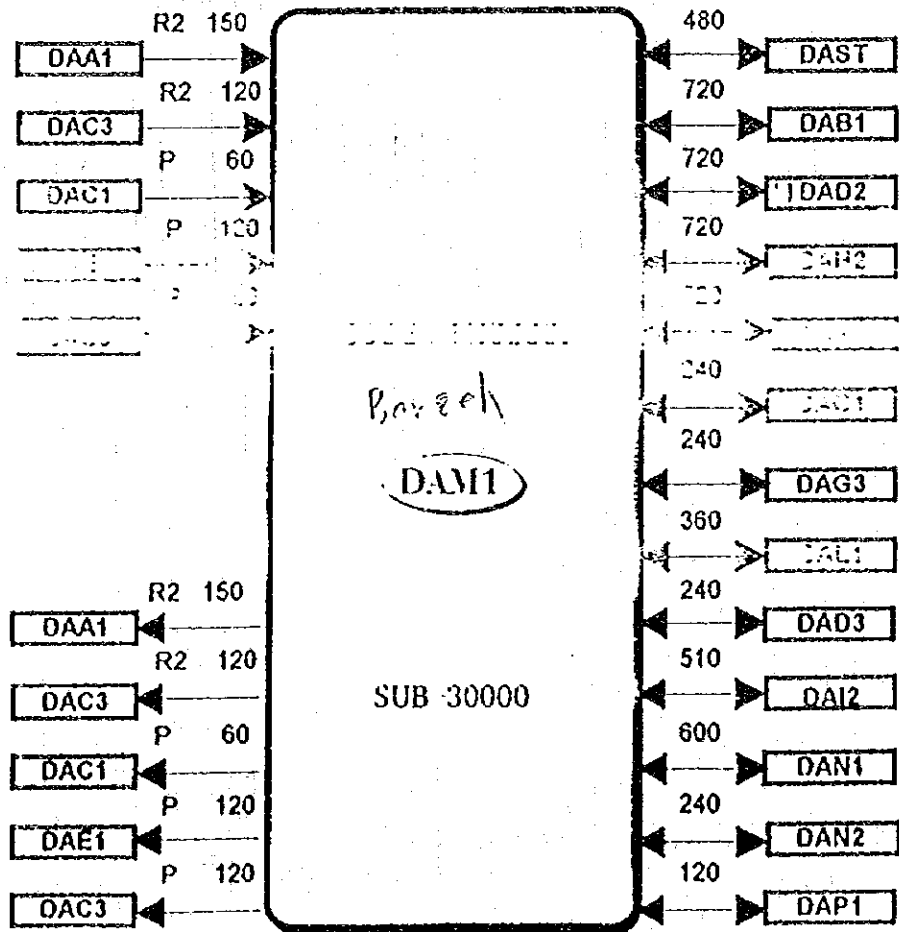 R2 150
DAA1
R2 120
DAC3
P 60
DAC1
P 120
480
DAST
720
DAB1
720
DAD2
720
240
240
DAG3
360
Barzeh
DAM1
SUB 30000
R2 150
DAA1
R2 120
DAC3
P 60
DAC1
P 120
DAE1
P 120
DAC3
240
DAD3
510
DAI2
600
DAN1
240
DAN2
120
DAP1